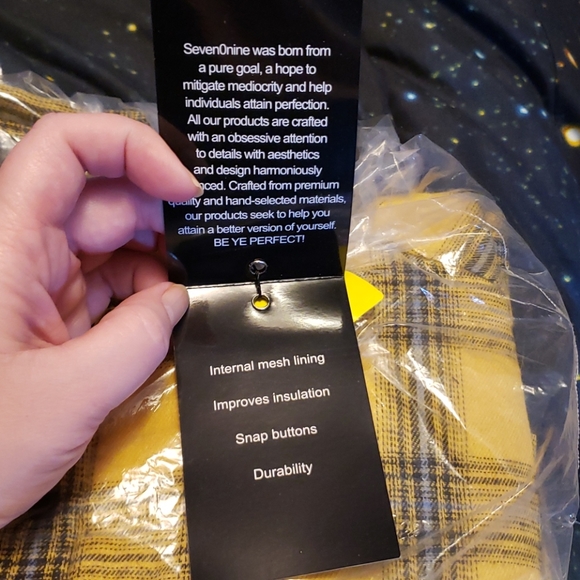 Seven0nine was born from
a pure goal, a hope to
mitigate mediocrity and help
individuals attain perfection.
All our products are crafted
with an obsessive attention
to details with aesthetics
and design harmoniously
Crafted from premium
quality and hand-selected materials,
our products seek to help you
attain a better version of yourself.
BE YE PERFECT!
Internal mesh lining
Improves insulation
Snap buttons
Durability